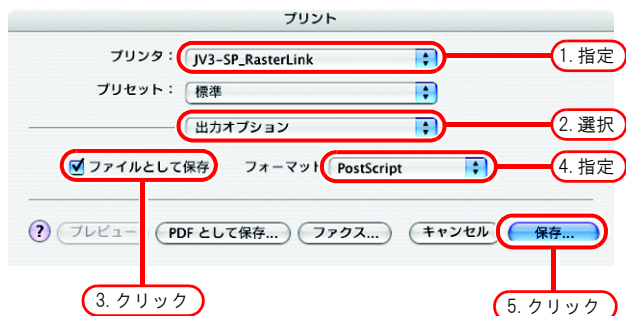 プリント
プリンタ： JV3-SP_RasterLink 1. 指定
プリセット： 標準
出力オプション 2. 選択
ファイルとして保存 フォーマット PostScript 4. 指定
? プレビュー PDF として保存... ファクス... キャンセル 保存...
3. クリック 5. クリック